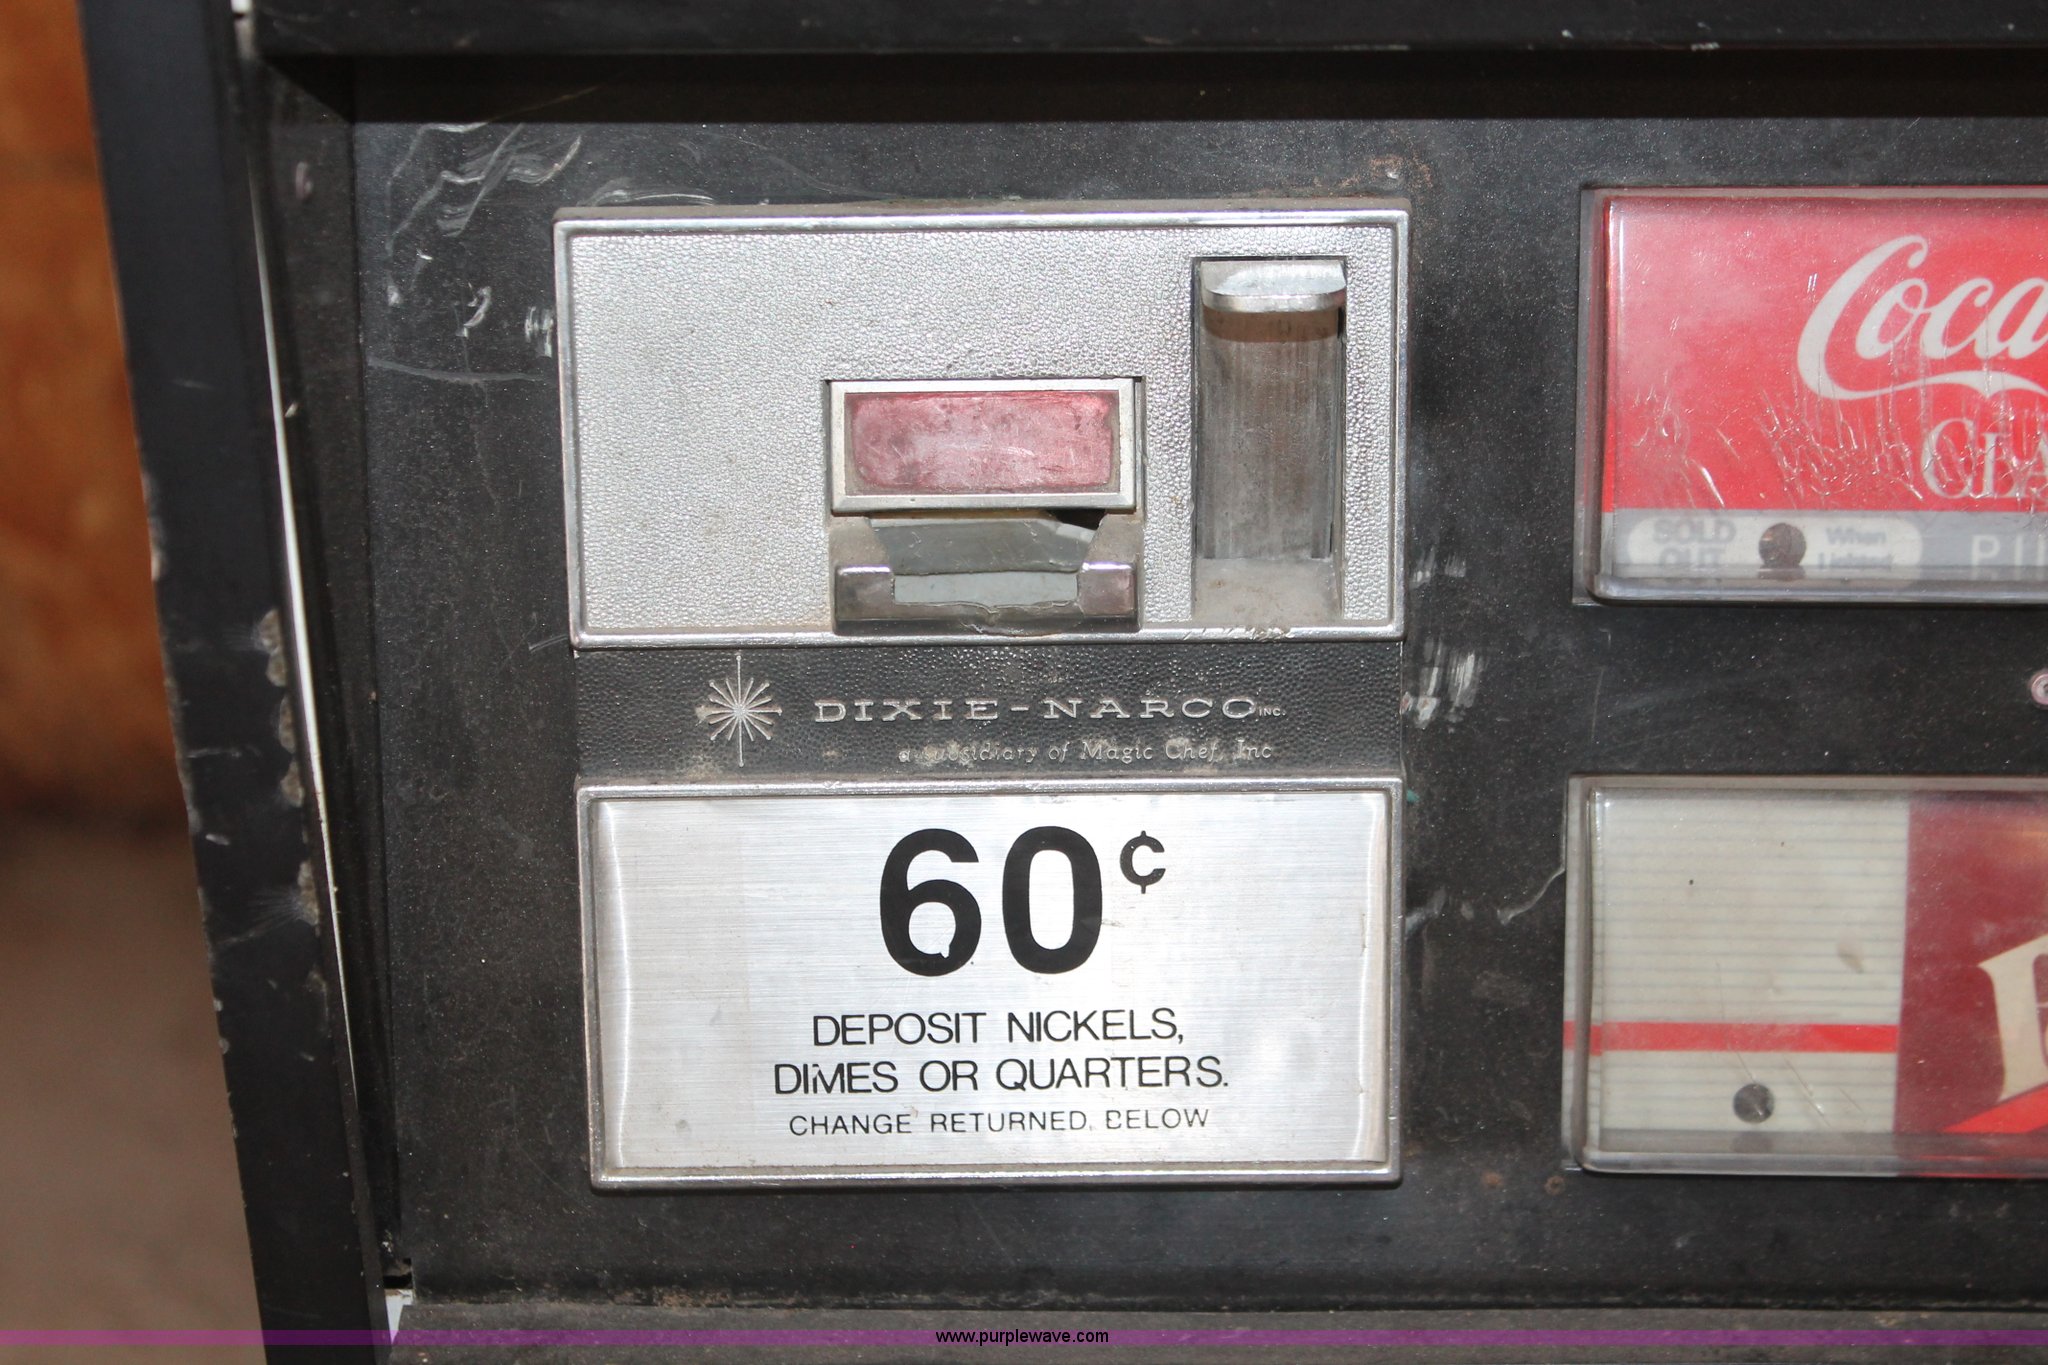 Coca
CLA
SOLD OUT When Lighted
DIXIE-NARCO INC.
a subsidiary of Magic Chef, Inc
60¢
DEPOSIT NICKELS,
DIMES OR QUARTERS.
CHANGE RETURNED BELOW
www.purplewave.com